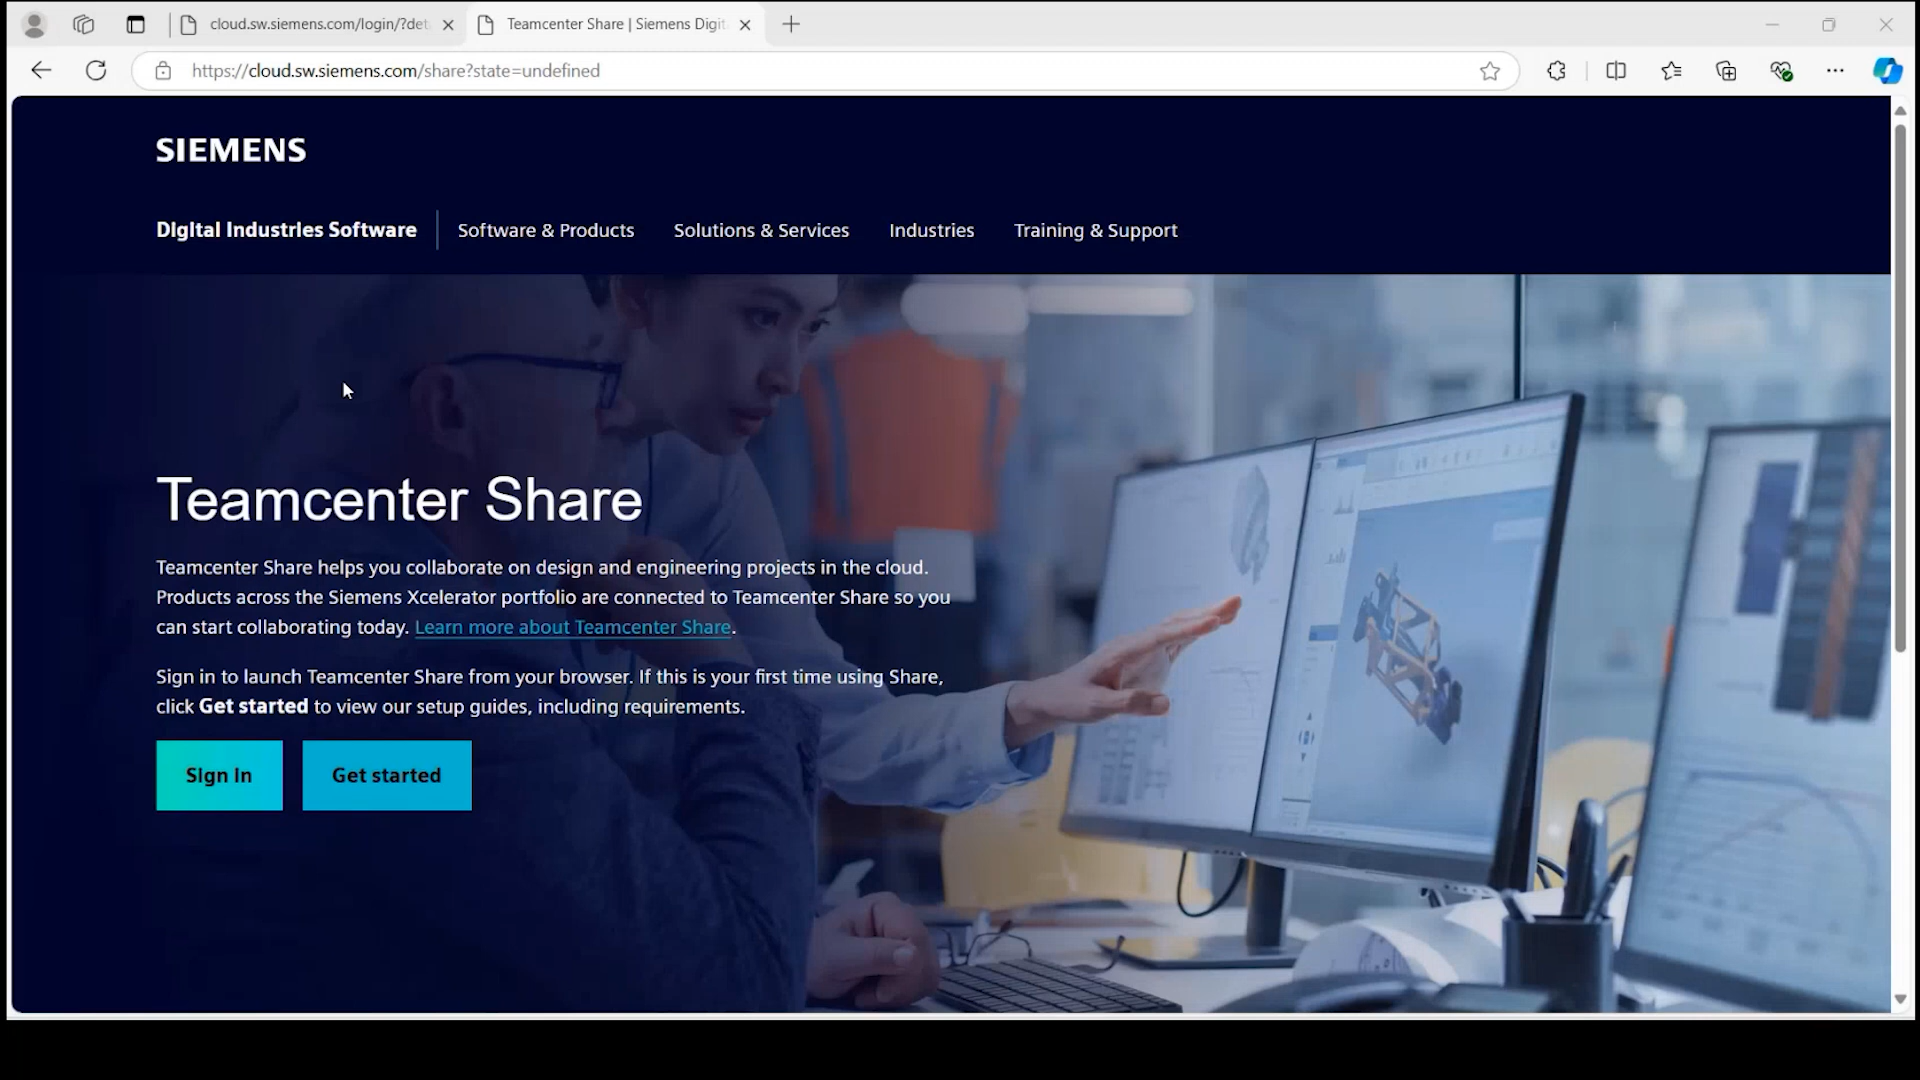 cloud.sw.siemens.com/login/?det
Teamcenter Share | Siemens Digit
https://cloud.sw.siemens.com/share?state=undefined
SIEMENS
Digital Industries Software
Software & Products
Solutions & Services
Industries
Training & Support
Teamcenter Share
Teamcenter Share helps you collaborate on design and engineering projects in the cloud.
Products across the Siemens Xcelerator portfolio are connected to Teamcenter Share so you
can start collaborating today. Learn more about Teamcenter Share.
Sign in to launch Teamcenter Share from your browser. If this is your first time using Share,
click Get started to view our setup guides, including requirements.
Sign In
Get started